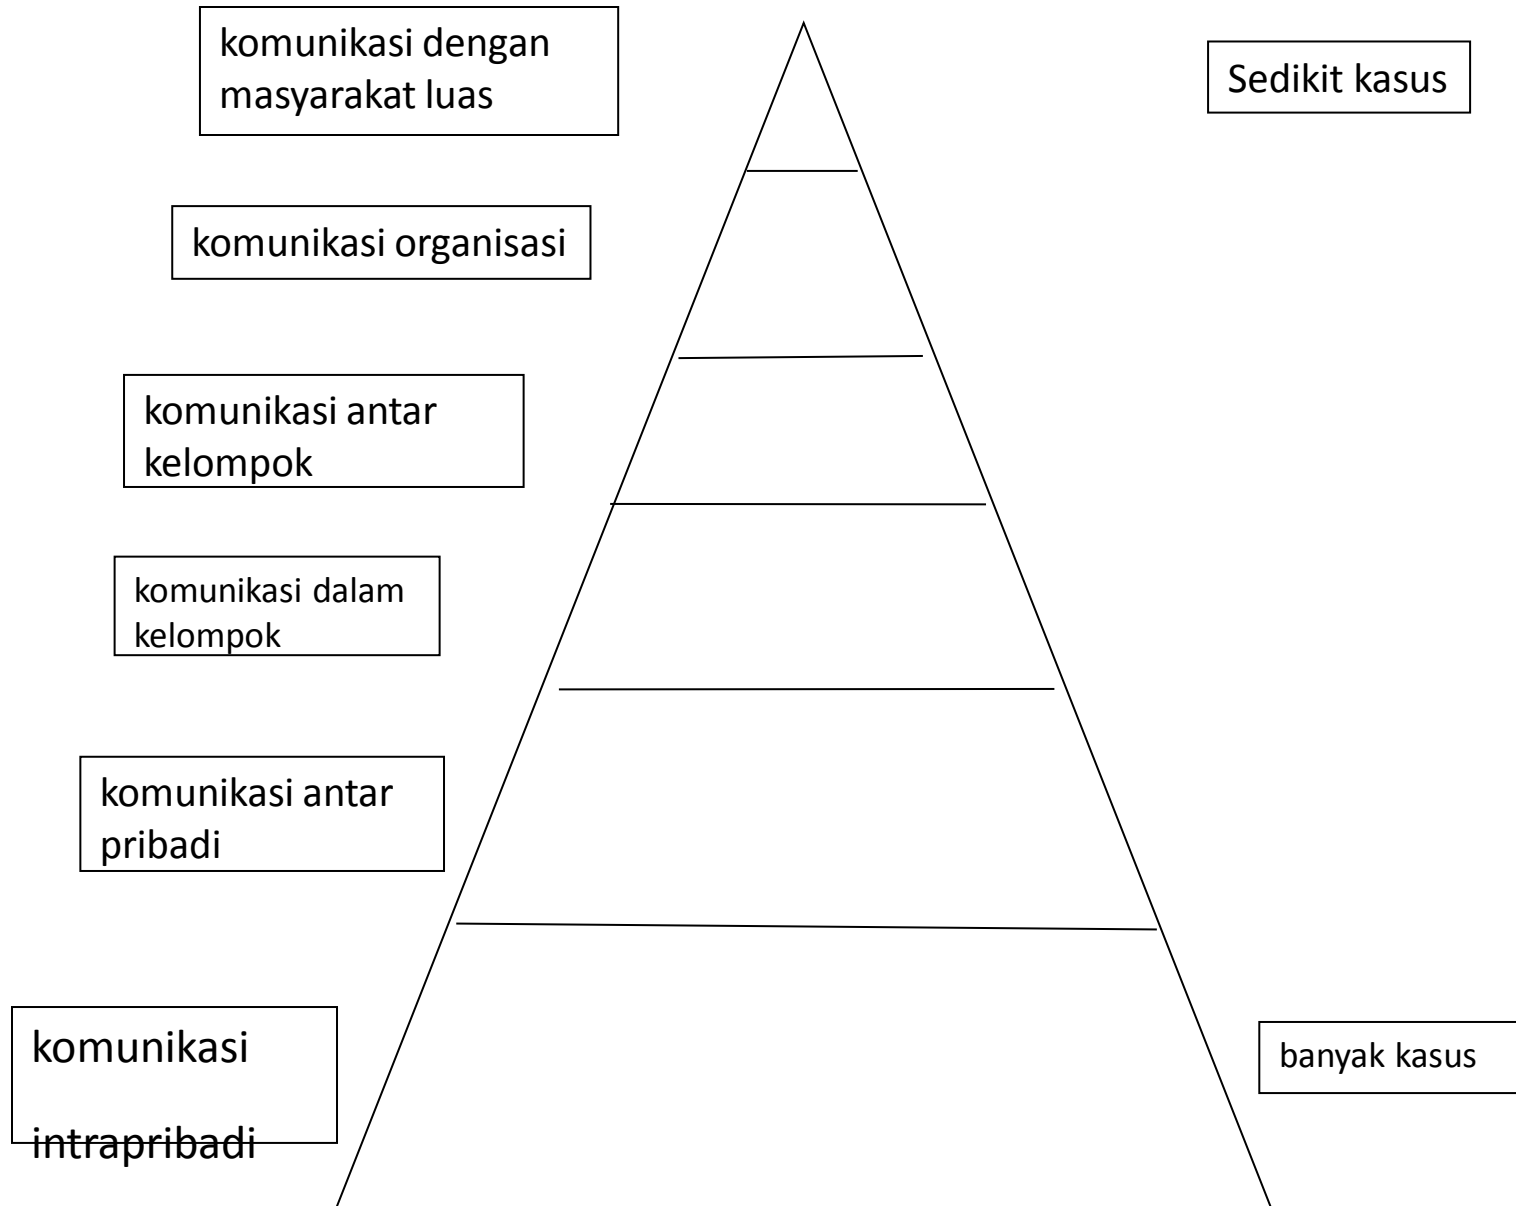 komunikasi dengan
masyarakat luas
Sedikit kasus
komunikasi organisasi
komunikasi antar
kelompok
komunikasi dalam
kelompok
komunikasi antar
pribadi
komunikasi
intrapribadi
banyak kasus